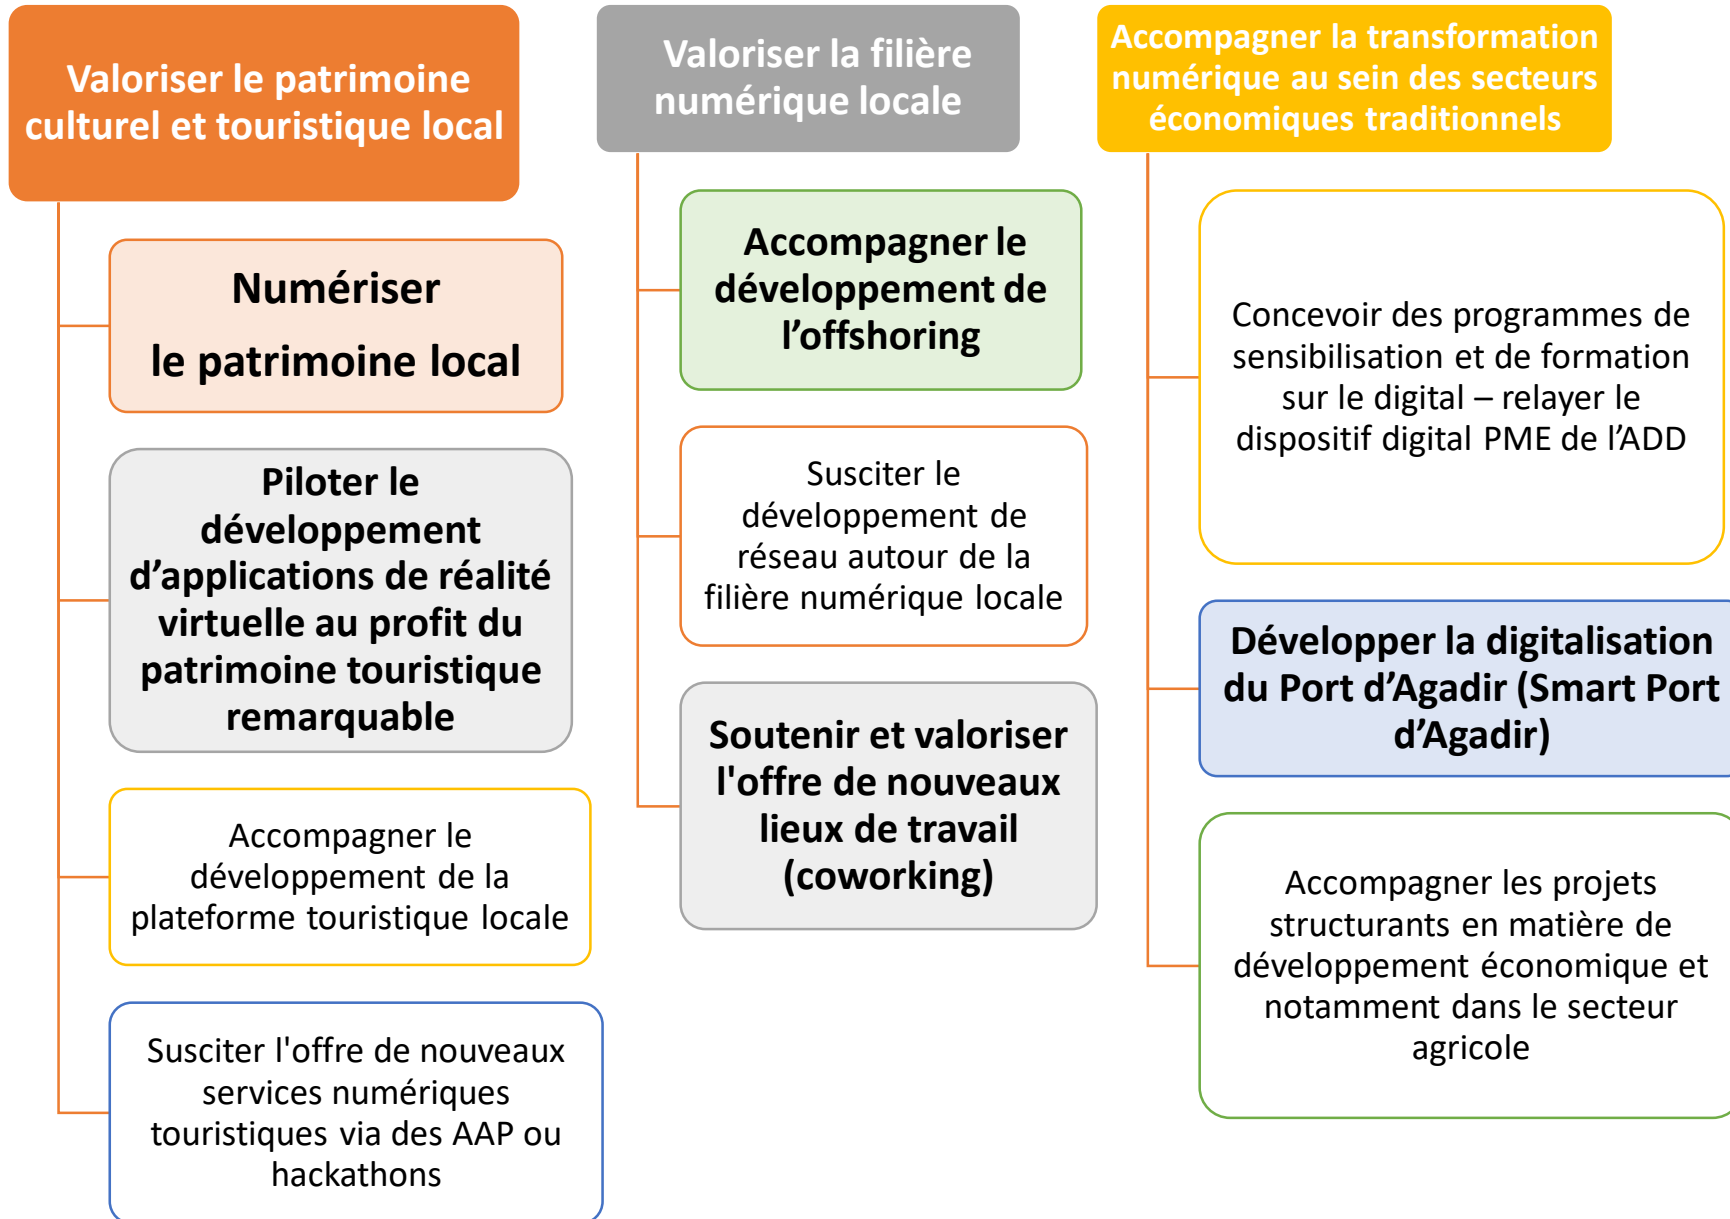 Valoriser le patrimoine
culturel et touristique local
Numériser
le patrimoine local
Piloter le
développement
d’applications de réalité
virtuelle au profit du
patrimoine touristique
remarquable
Accompagner le
développement de la
plateforme touristique locale
Susciter l'offre de nouveaux
services numériques
touristiques via des AAP ou
hackathons
Valoriser la filière
numérique locale
Accompagner le
développement de
l’offshoring
Susciter le
développement de
réseau autour de la
filière numérique locale
Soutenir et valoriser
l'offre de nouveaux
lieux de travail
(coworking)
Accompagner la transformation
numérique au sein des secteurs
économiques traditionnels
Concevoir des programmes de
sensibilisation et de formation
sur le digital – relayer le
dispositif digital PME de l’ADD
Développer la digitalisation
du Port d’Agadir (Smart Port
d’Agadir)
Accompagner les projets
structurants en matière de
développement économique et
notamment dans le secteur
agricole